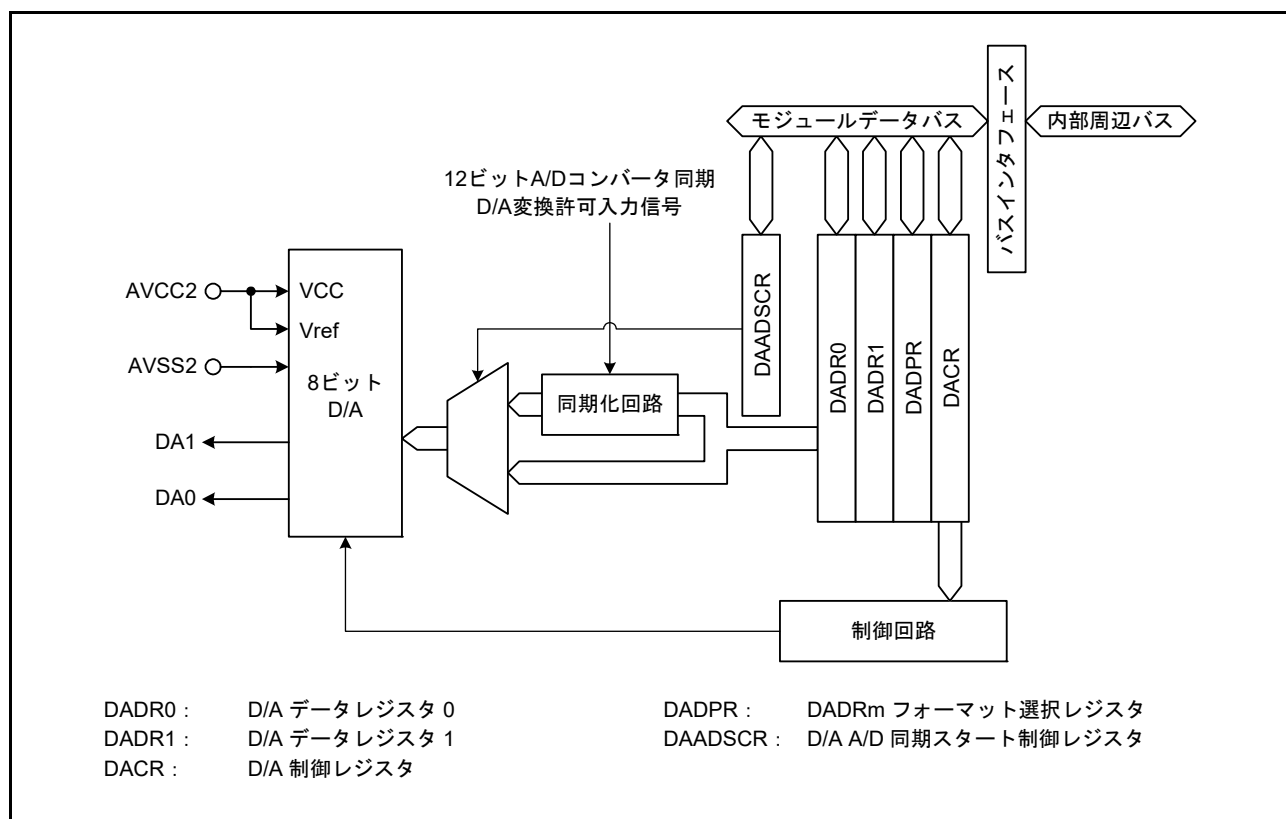 モジュールデータバス
バスインタフェース
内部周辺バス
12ビットA/Dコンバータ同期
D/A変換許可入力信号
AVCC2
VCC
Vref
AVSS2
8ビット
D/A
DA1
DA0
同期化回路
DAADSCR
DADR0
DADR1
DADPR
DACR
制御回路
DADR0： D/A データレジスタ 0
DADR1： D/A データレジスタ 1
DACR： D/A 制御レジスタ
DADPR： DADRm フォーマット選択レジスタ
DAADSCR： D/A A/D 同期スタート制御レジスタ